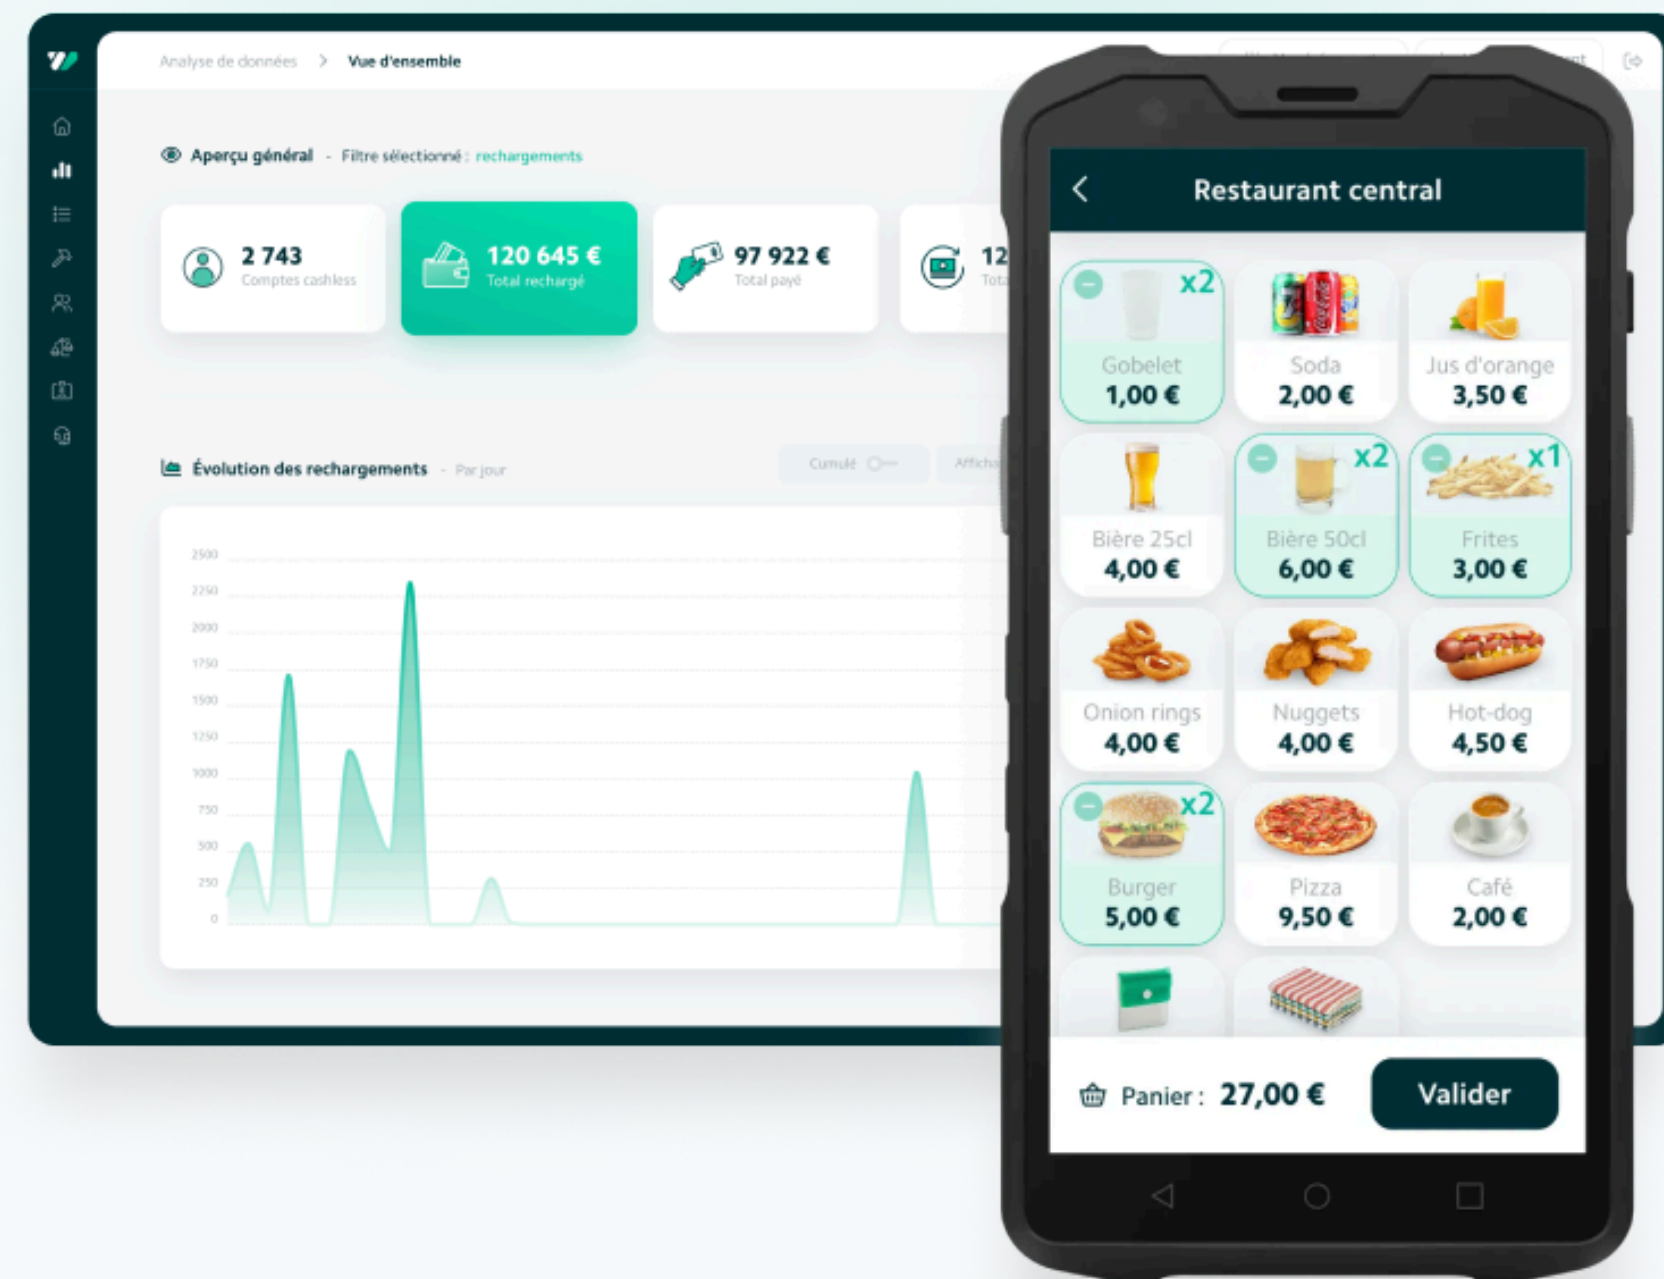 Analyse de données > Vue d'ensemble
Aperçu général - Filtre sélectionné : rechargements
2 743
Comptes cashless
120 645 €
Total rechargé
97 922 €
Total payé
12
Évolution des rechargements - Par jour
Cumulé
2500
2250
2000
1750
1500
1250
1000
750
500
250
0
Restaurant central
x2
Gobelet
1,00 €
Soda
2,00 €
Jus d'orange
3,50 €
Bière 25cl
4,00 €
x2
Bière 50cl
6,00 €
x1
Frites
3,00 €
Onion rings
4,00 €
Nuggets
4,00 €
Hot-dog
4,50 €
x2
Burger
5,00 €
Pizza
9,50 €
Café
2,00 €
Panier : 27,00 €
Valider